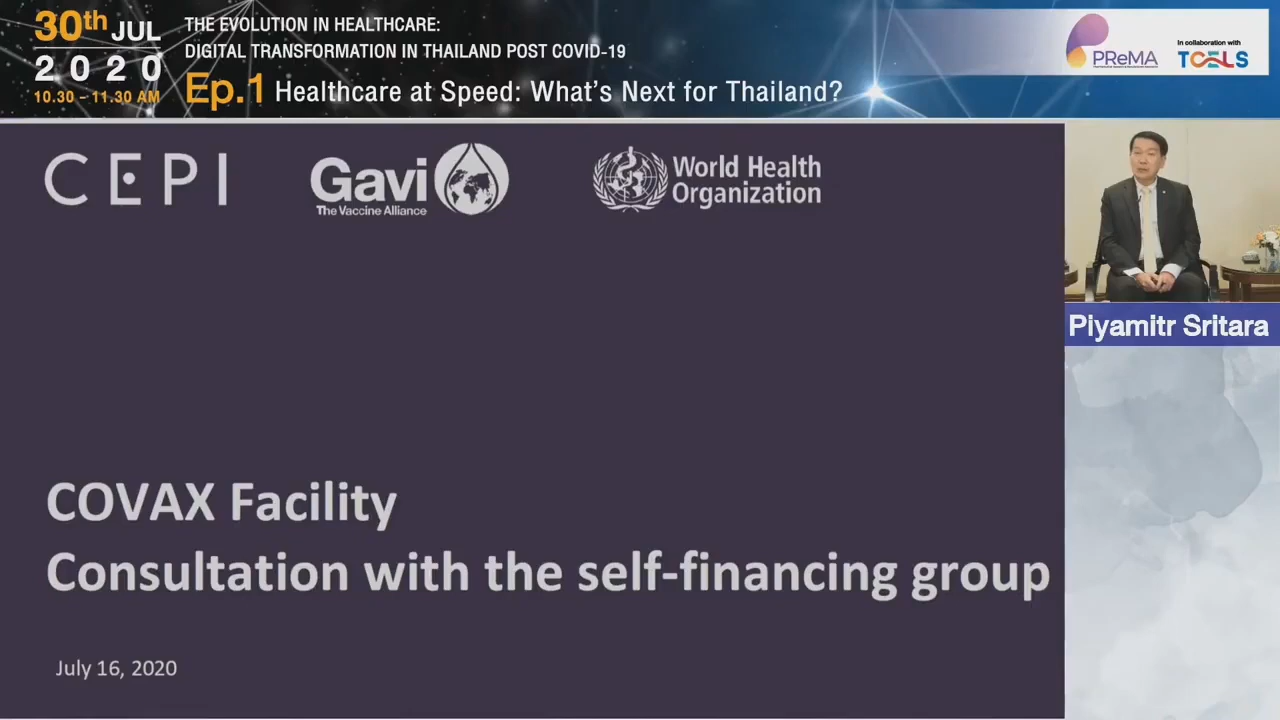 30th JUL
2020
10.30 – 11.30 AM
THE EVOLUTION IN HEALTHCARE:
DIGITAL TRANSFORMATION IN THAILAND POST COVID-19
Ep.1 Healthcare at Speed: What's Next for Thailand?
PReMA
In collaboration with
TCELS
CEPI
Gavi
The Vaccine Alliance
World Health
Organization
Piyamitr Sritara
COVAX Facility
Consultation with the self-financing group
July 16, 2020